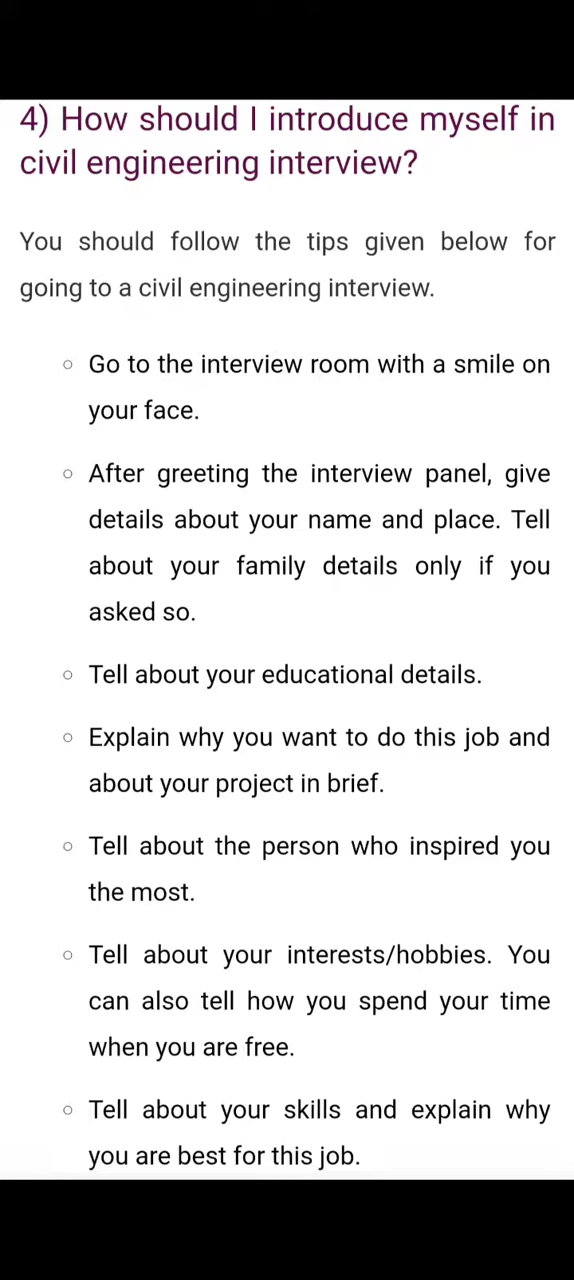 4) How should I introduce myself in
civil engineering interview?
You should follow the tips given below for
going to a civil engineering interview.
Go to the interview room with a smile on
your face.
After greeting the interview panel, give
details about your name and place. Tell
about your family details only if you
asked so.
Tell about your educational details.
Explain why you want to do this job and
about your project in brief.
Tell about the person who inspired you
the most.
Tell about your interests/hobbies. You
can also tell how you spend your time
when you are free.
Tell about your skills and explain why
you are best for this job.